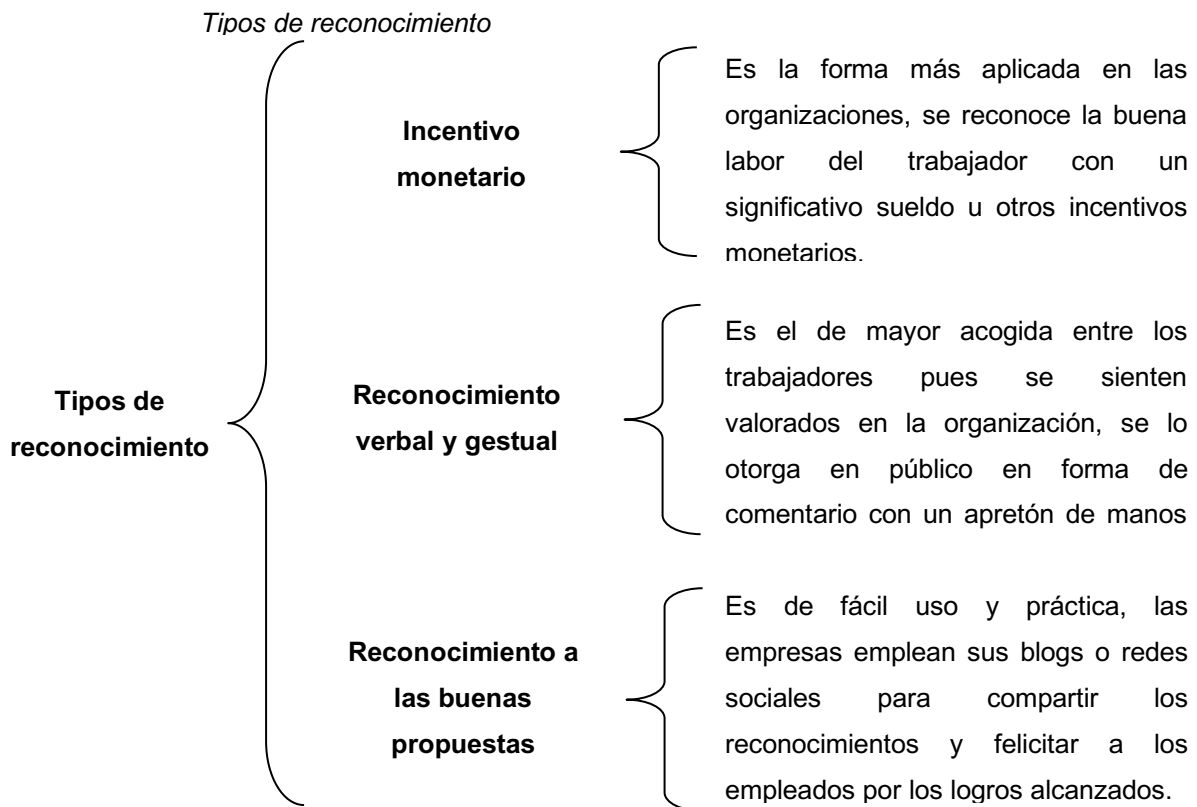 Tipos de reconocimiento
Tipos de
reconocimiento
Incentivo
monetario
Es la forma más aplicada en las
organizaciones, se reconoce la buena
labor del trabajador con un
significativo sueldo u otros incentivos
monetarios.
Reconocimiento
verbal y gestual
Es el de mayor acogida entre los
trabajadores pues se sienten
valorados en la organización, se lo
otorga en público en forma de
comentario con un apretón de manos
Reconocimiento a
las buenas
propuestas
Es de fácil uso y práctica, las
empresas emplean sus blogs o redes
sociales para compartir los
reconocimientos y felicitar a los
empleados por los logros alcanzados.